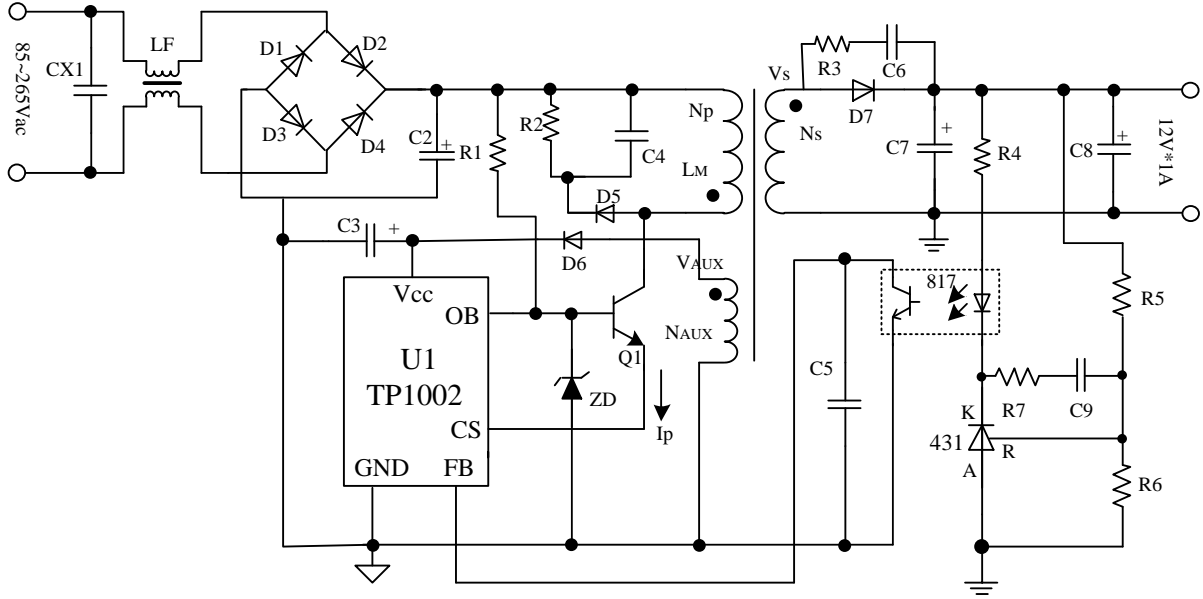 85~265Vac
CX1
LF
D1
D2
D3
D4
C2
+
R1
R2
C4
D5
Np
LM
Vs
Ns
R3
C6
D7
C7
+
R4
C8
+
12V*1A
C3
+
D6
VAUX
NAUX
Vcc
OB
U1
TP1002
CS
GND
FB
Q1
ZD
Ip
C5
817
R5
R7
C9
K
431
R
A
R6